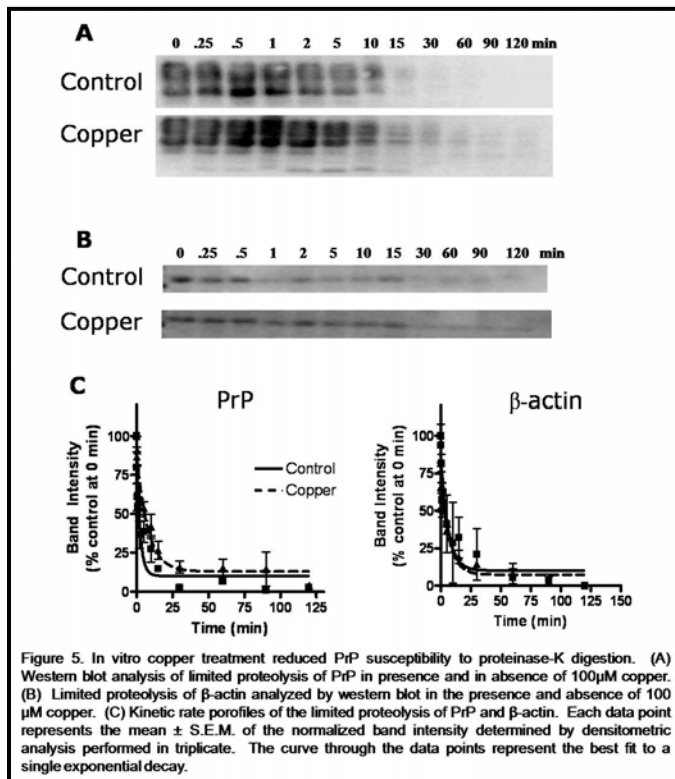 A
0 .25 .5 1 2 5 10 15 30 60 90 120 min
Control
Copper
B
0 .25 .5 1 2 5 10 15 30 60 90 120 min
Control
Copper
C
PrP
β-actin
Band Intensity
(% control at 0 min)
100
75
50
25
0
Control
Copper
0 25 50 75 100 125
Time (min)
Band Intensity
(% control at 0 min)
100
75
50
25
0
0 25 50 75 100 125 150
Time (min)
Figure 5. In vitro copper treatment reduced PrP susceptibility to proteinase-K digestion. (A)
Western blot analysis of limited proteolysis of PrP in presence and in absence of 100µM copper.
(B) Limited proteolysis of β-actin analyzed by western blot in the presence and absence of 100
µM copper. (C) Kinetic rate porofiles of the limited proteolysis of PrP and β-actin. Each data point
represents the mean ± S.E.M. of the normalized band intensity determined by densitometric
analysis performed in triplicate. The curve through the data points represent the best fit to a
single exponential decay.